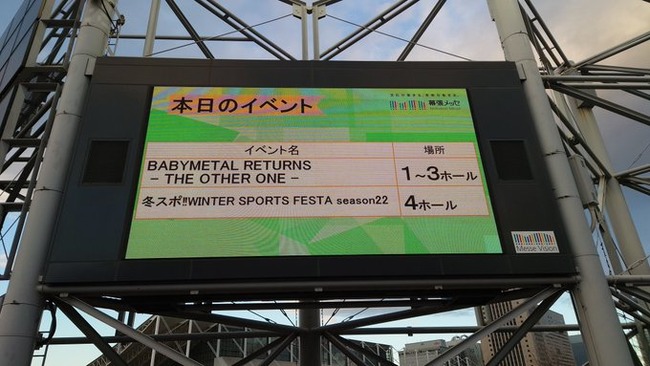 本日のイベント
幕張メッセ
イベント名 場所
BABYMETAL RETURNS
- THE OTHER ONE -
1～3ホール
冬スポ!!WINTER SPORTS FESTA season22 4ホール
Messe Vision